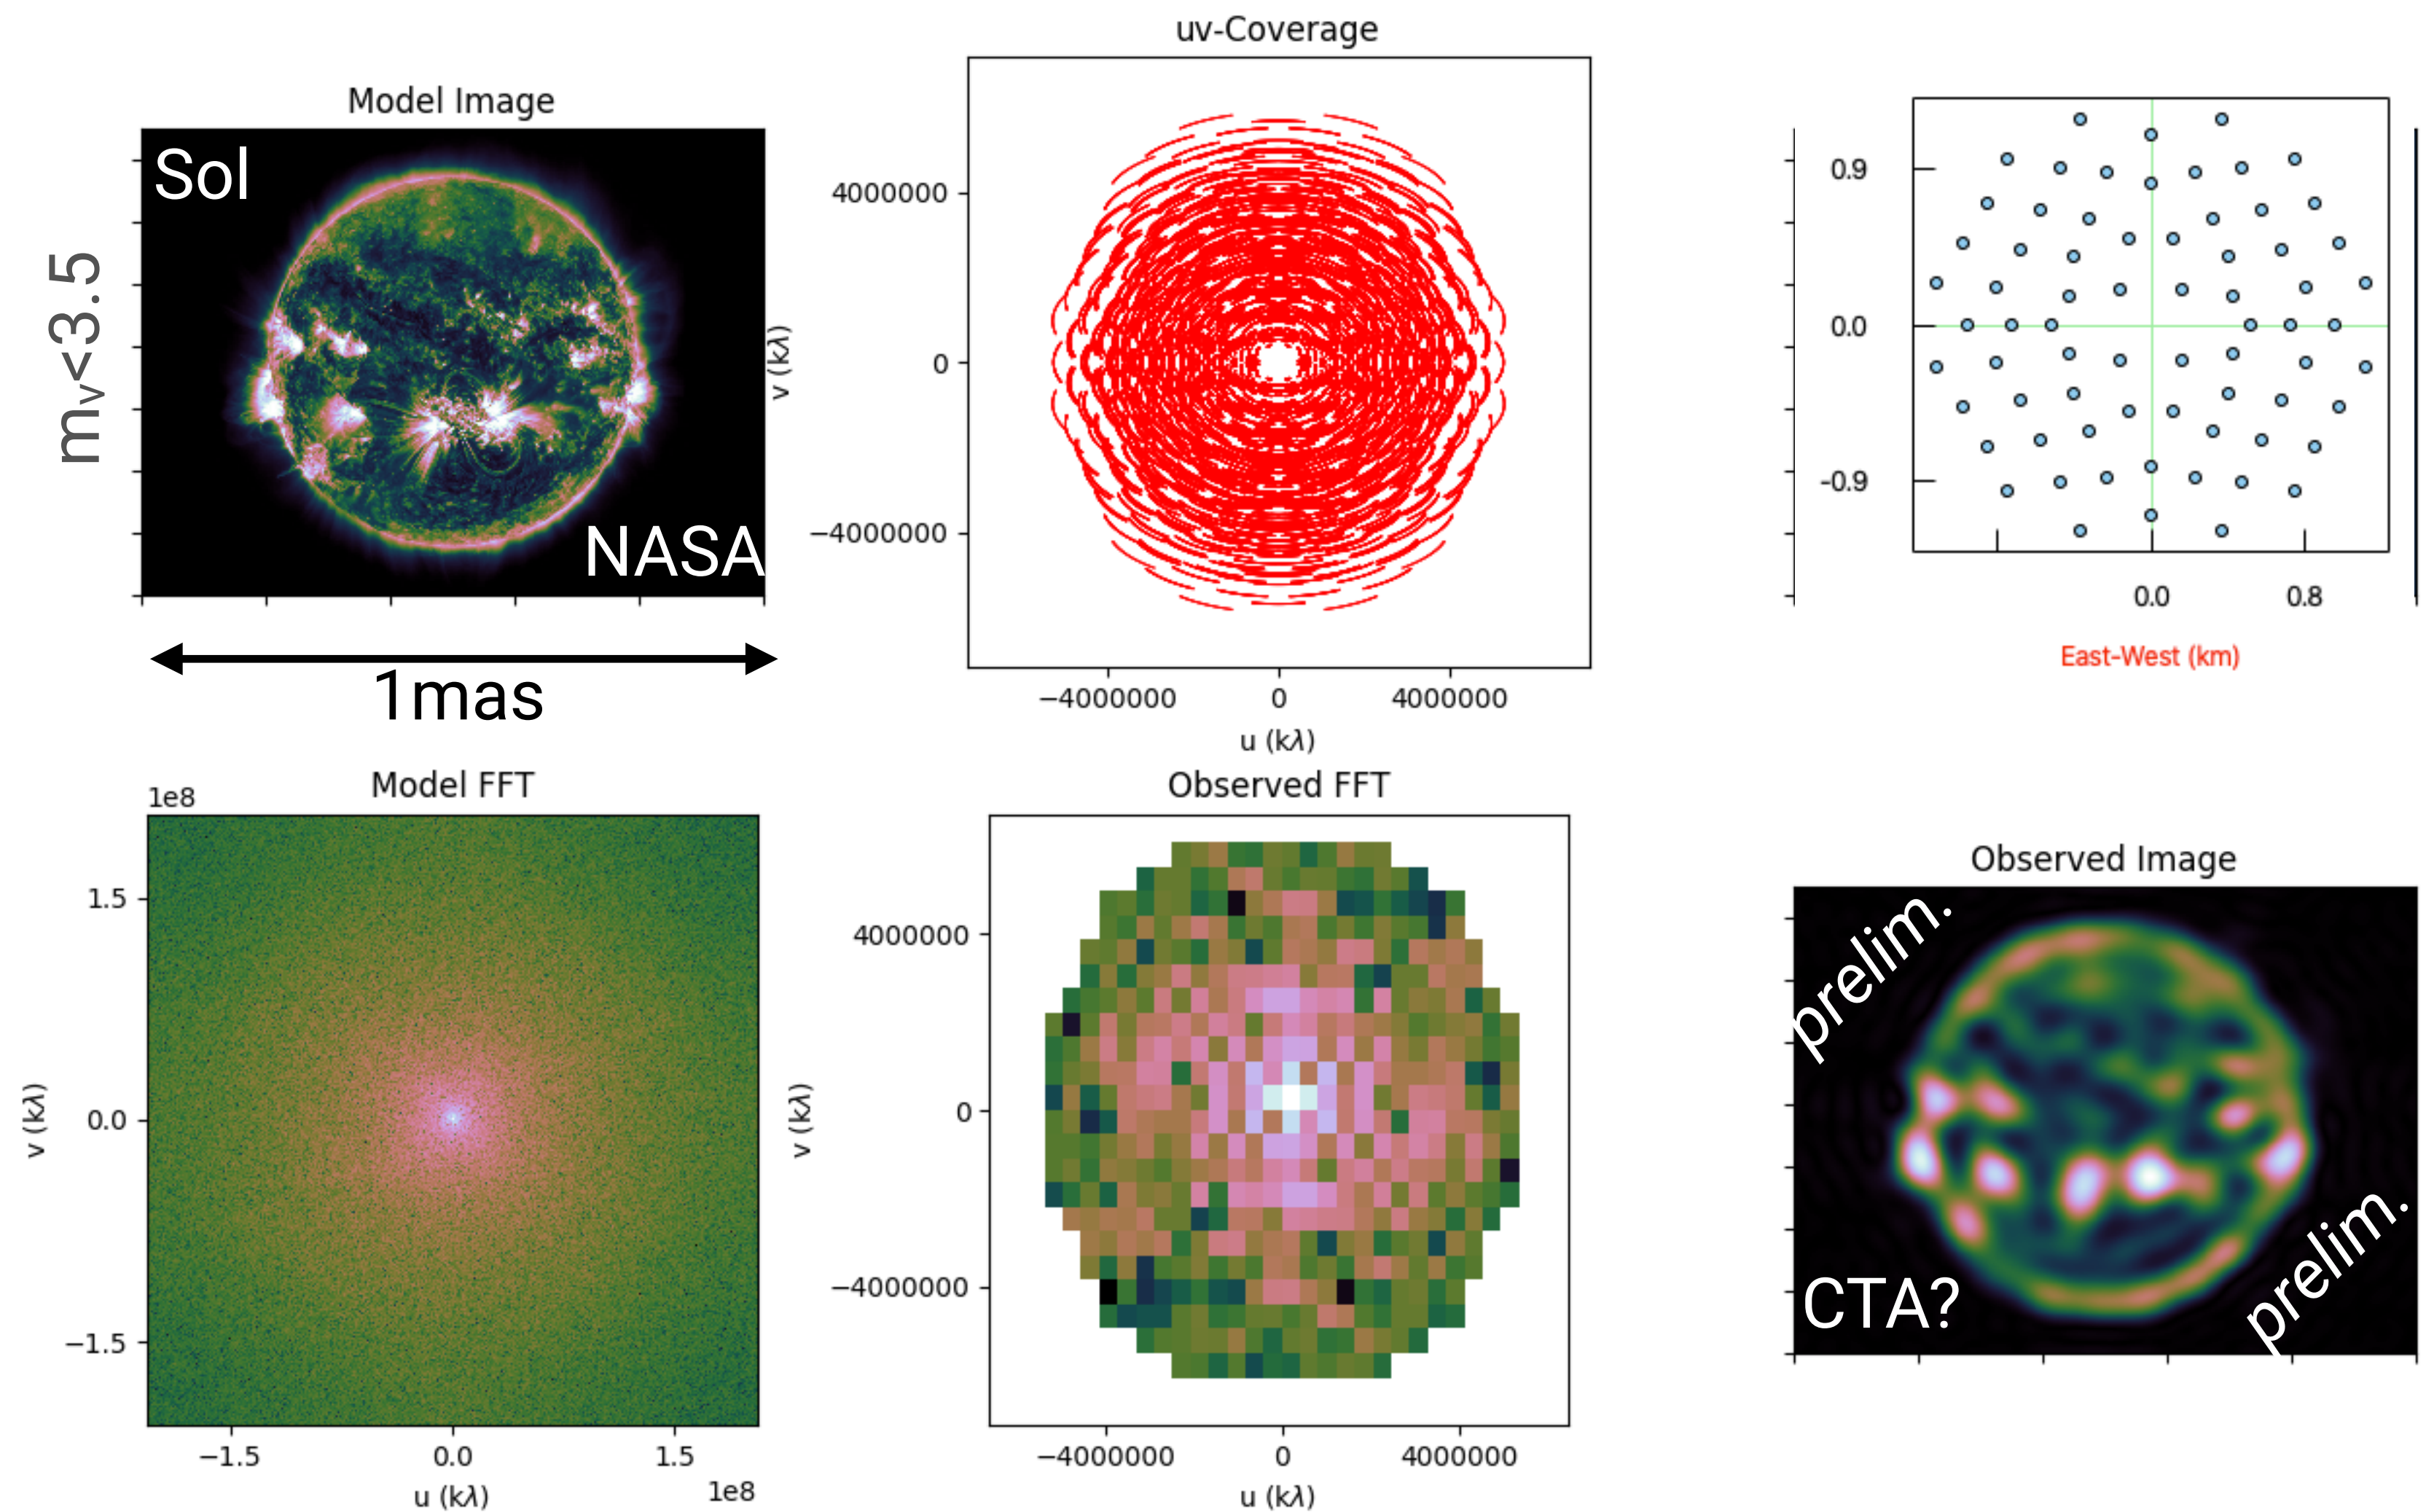 Model Image
Sol
NASA
mv<3.5
1mas
uv-Coverage
4000000
0
−4000000
v (kλ)
−4000000 0 4000000
u (kλ)
0.9
0.0
-0.9
0.0 0.8
East-West (km)
Model FFT
1e8
1.5
0.0
−1.5
v (kλ)
−1.5 0.0 1.5
1e8
u (kλ)
Observed FFT
4000000
0
−4000000
v (kλ)
−4000000 0 4000000
u (kλ)
Observed Image
prelim.
CTA?
prelim.